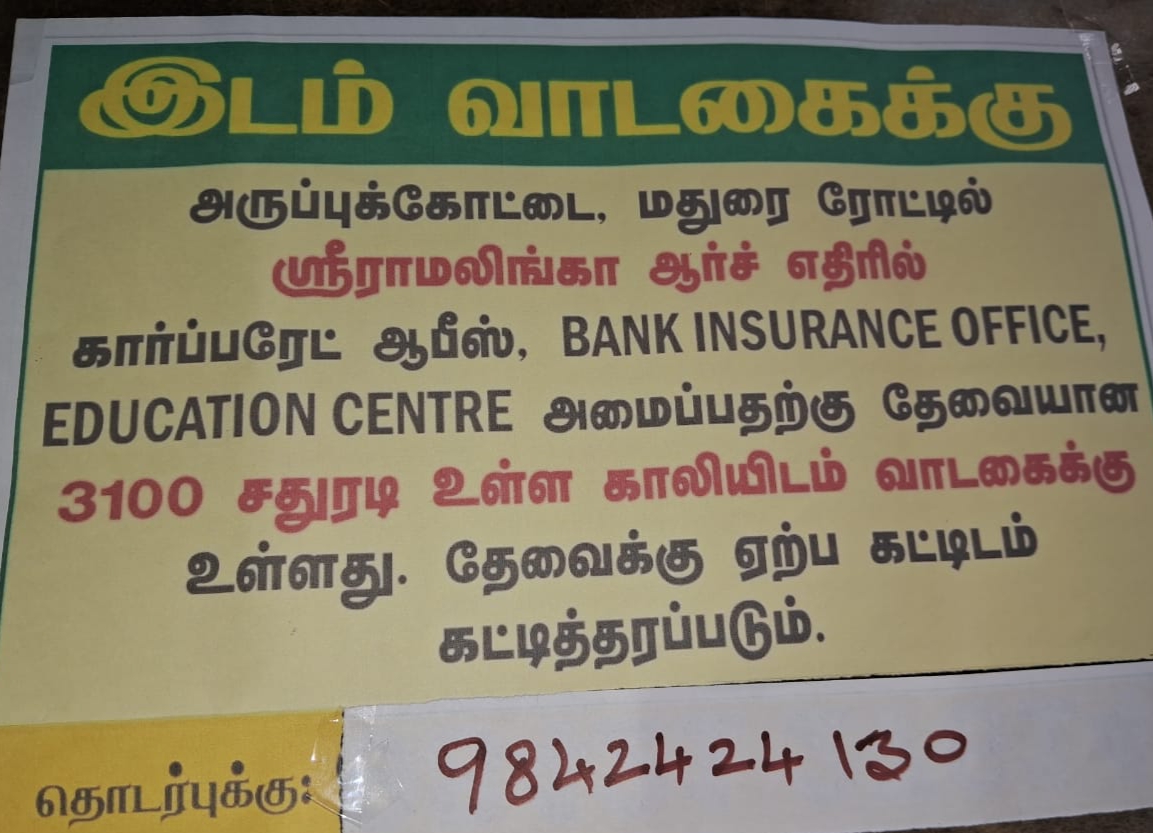 இடம் வாடகைக்கு
அருப்புக்கோட்டை, மதுரை ரோட்டில்
ஸ்ரீராமலிங்கா ஆர்ச் எதிரில்
கார்ப்பரேட் ஆபீஸ், BANK INSURANCE OFFICE,
EDUCATION CENTRE அமைப்பதற்கு தேவையான
3100 சதுரடி உள்ள காலியிடம் வாடகைக்கு
உள்ளது. தேவைக்கு ஏற்ப கட்டிடம்
கட்டித்தரப்படும்.
தொடர்புக்கு: 9842424130